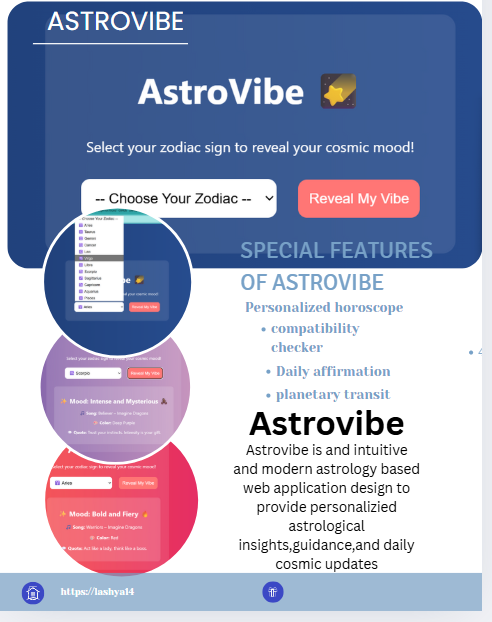 ASTROVIBE
AstroVibe
Select your zodiac sign to reveal your cosmic mood!
-- Choose Your Zodiac --
Reveal My Vibe
-- Choose Your Zodiac --
Aries
Taurus
Gemini
Cancer
Leo
Virgo
Libra
Scorpio
Sagittarius
Capricorn
Aquarius
Pisces
Aries
Reveal My Vibe
SPECIAL FEATURES
OF ASTROVIBE
Personalized horoscope
• compatibility
checker
• Daily affirmation
• planetary transit
• 4
select your zodiac sign to reveal your cosmic mood!
Scorpio
Reveal My Vibe
Mood: Intense and Mysterious
Song: Believer – Imagine Dragons
Color: Deep Purple
Quote: Trust your instincts. Intensity is your gift.
select your zodiac sign to reveal your cosmic mood!
Aries
Reveal My Vibe
Mood: Bold and Fiery
Song: Warriors – Imagine Dragons
Color: Red
Quote: Act like a lady, think like a boss.
Astrovibe
Astrovibe is and intuitive
and modern astrology based
web application design to
provide personalizied
astrological
insights,guidance,and daily
cosmic updates
https://lashya14